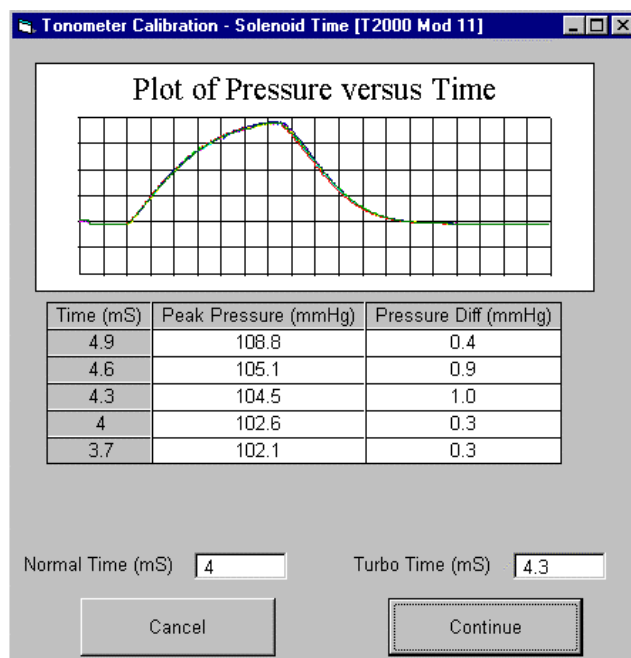 Tonometer Calibration - Solenoid Time [T2000 Mod 11]
Plot of Pressure versus Time
Time (mS) Peak Pressure (mmHg) Pressure Diff (mmHg)
4.9 108.8 0.4
4.6 105.1 0.9
4.3 104.5 1.0
4 102.6 0.3
3.7 102.1 0.3
Normal Time (mS) 4 Turbo Time (mS) 4.3
Cancel Continue